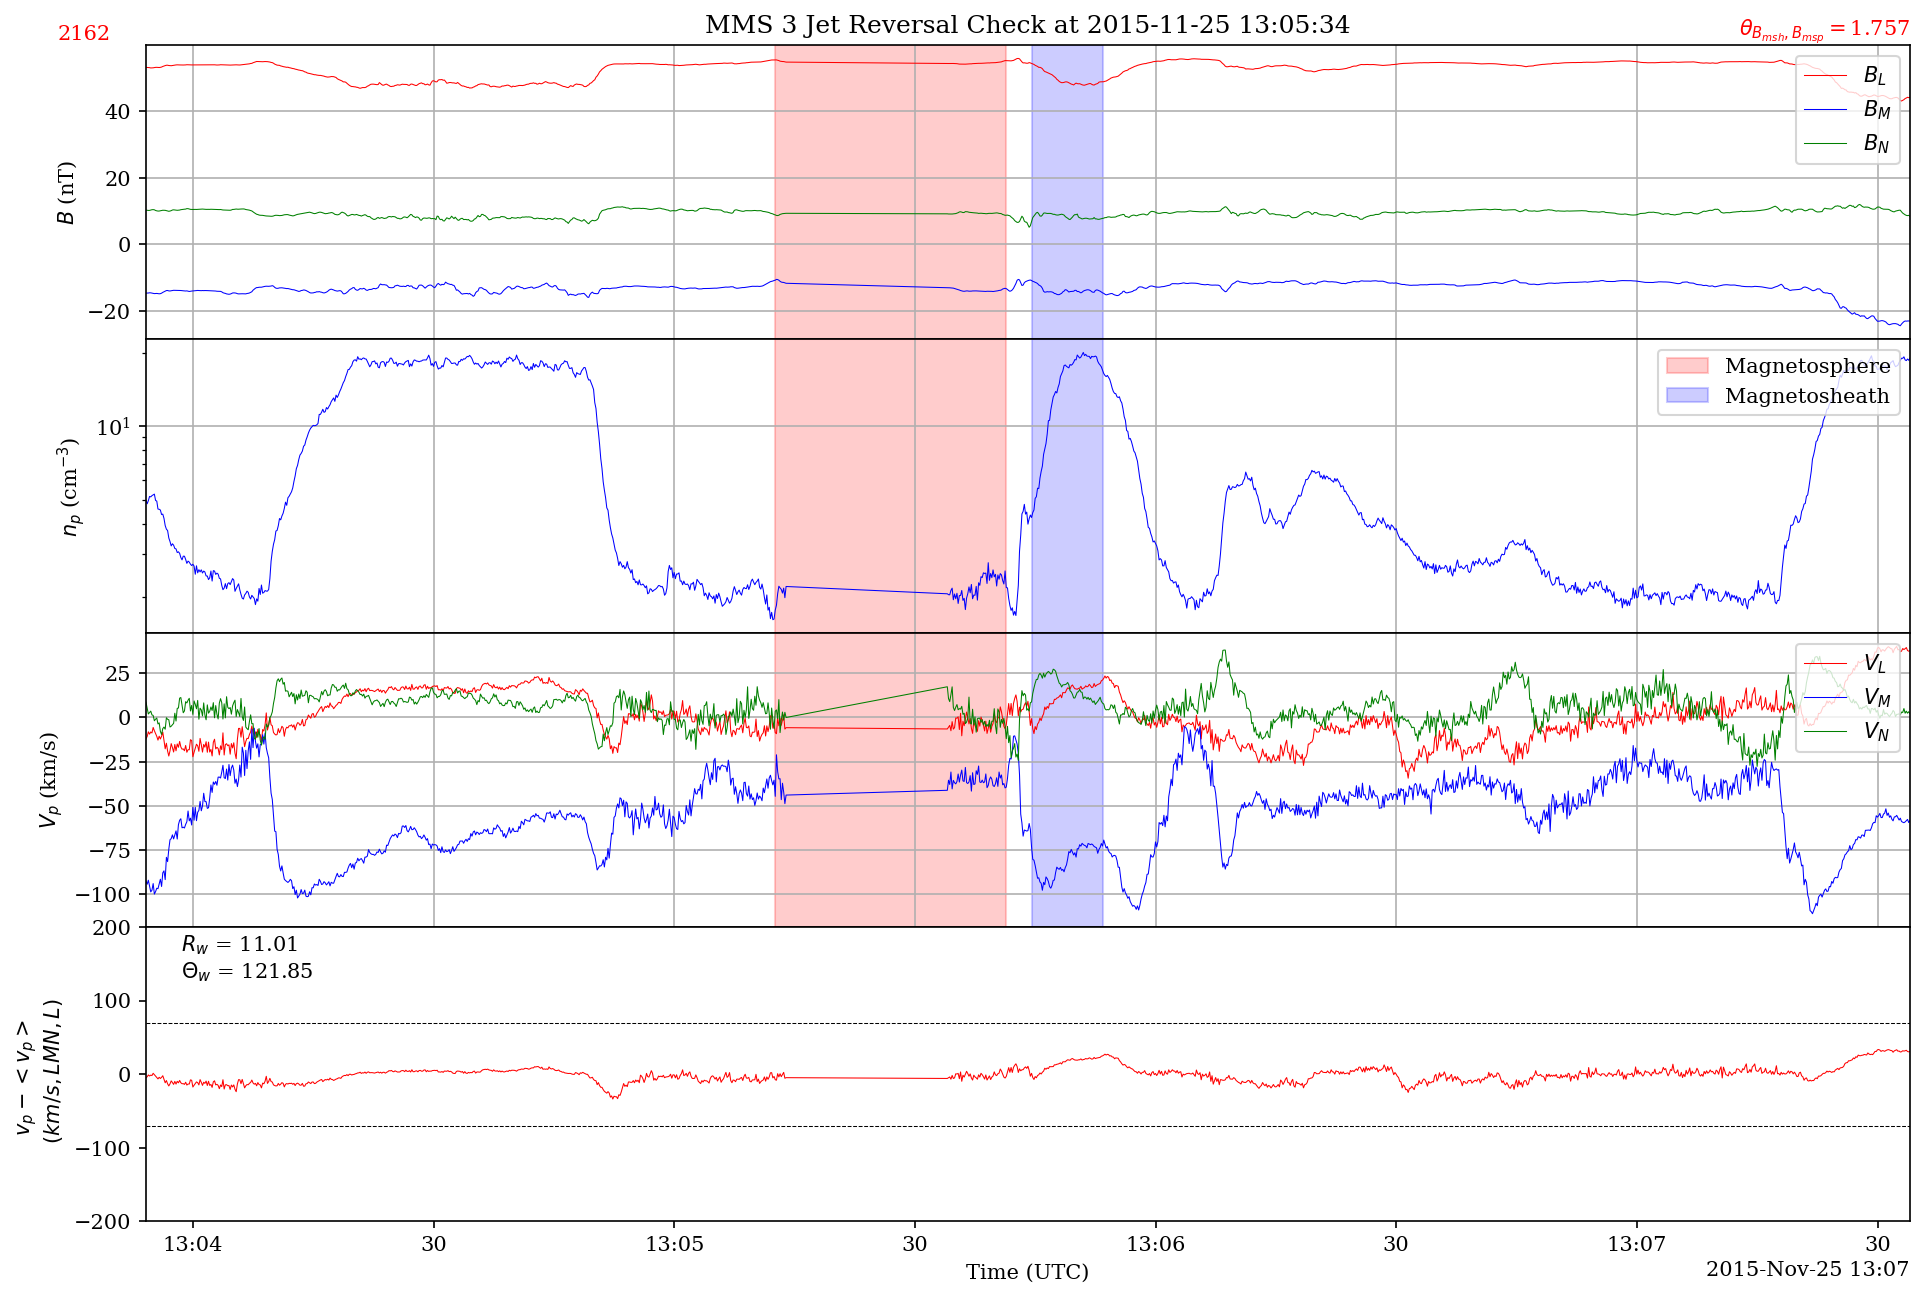 2162
MMS 3 Jet Reversal Check at 2015-11-25 13:05:34
θ_{B_{msh}, B_{msp}} = 1.757
B (nT)
40
20
0
−20
B_L
B_M
B_N
n_p (cm^{−3})
10^1
Magnetosphere
Magnetosheath
V_p (km/s)
25
0
−25
−50
−75
−100
V_L
V_M
V_N
v_p − < v_p >
(km/s, LMN, L)
200
100
0
−100
−200
R_w = 11.01
Θ_w = 121.85
13:04 30 13:05 30 13:06 30 13:07 30
Time (UTC)
2015-Nov-25 13:07